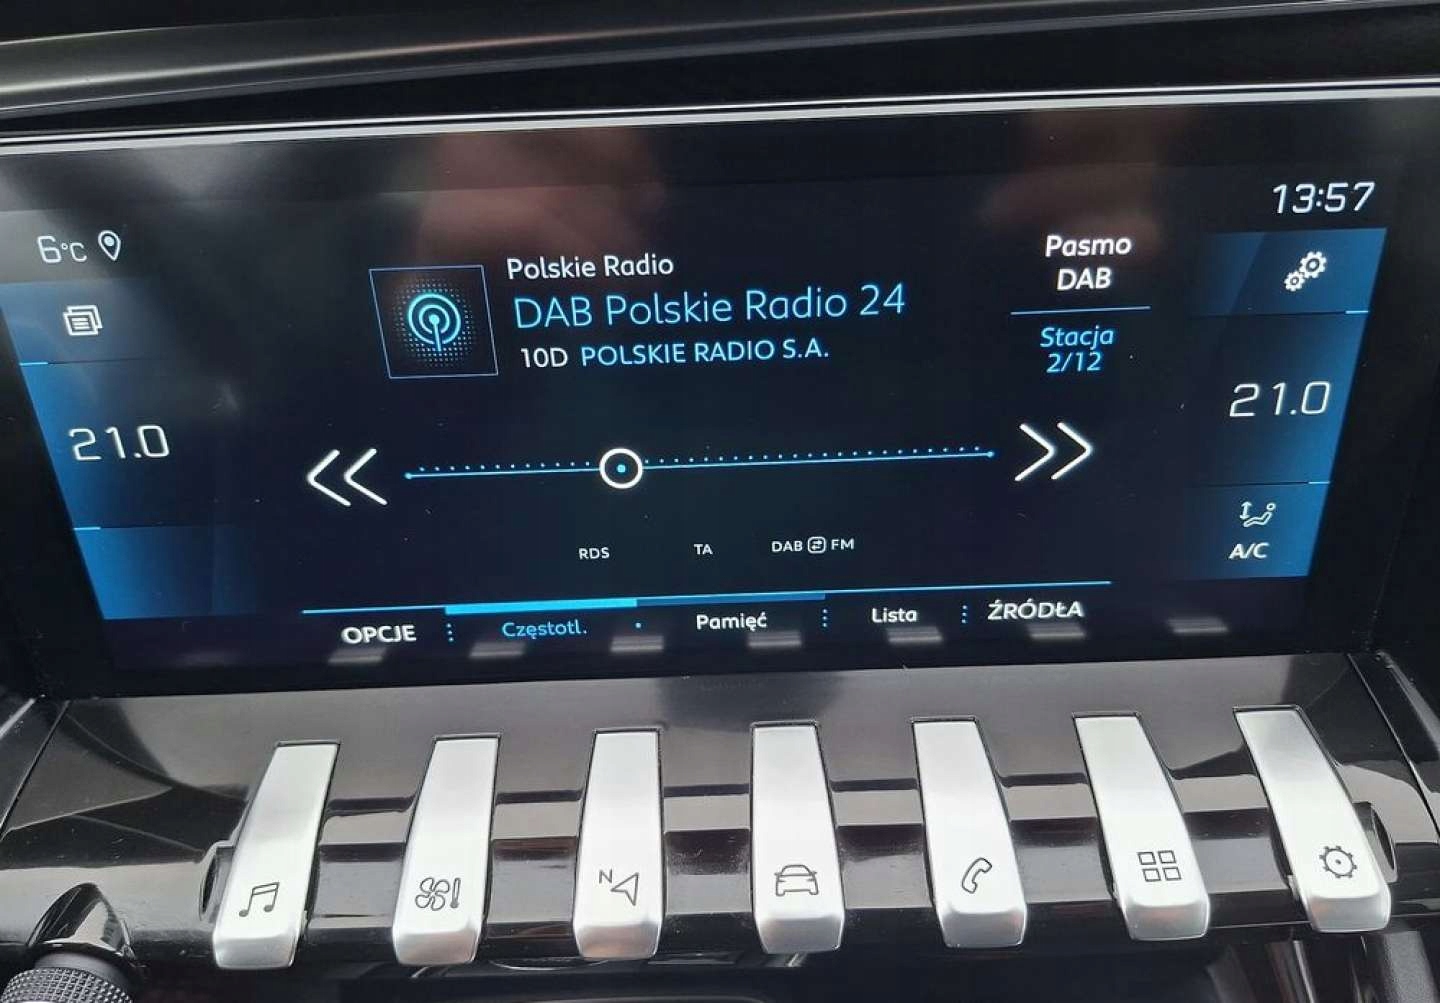 13:57
6°C
Polskie Radio
DAB Polskie Radio 24
10D POLSKIE RADIO S.A.
Pasmo
DAB
Stacja
2/12
21.0
21.0
RDS TA DAB FM
A/C
OPCJE Częstotl. Pamięć Lista ŹRÓDŁA
N